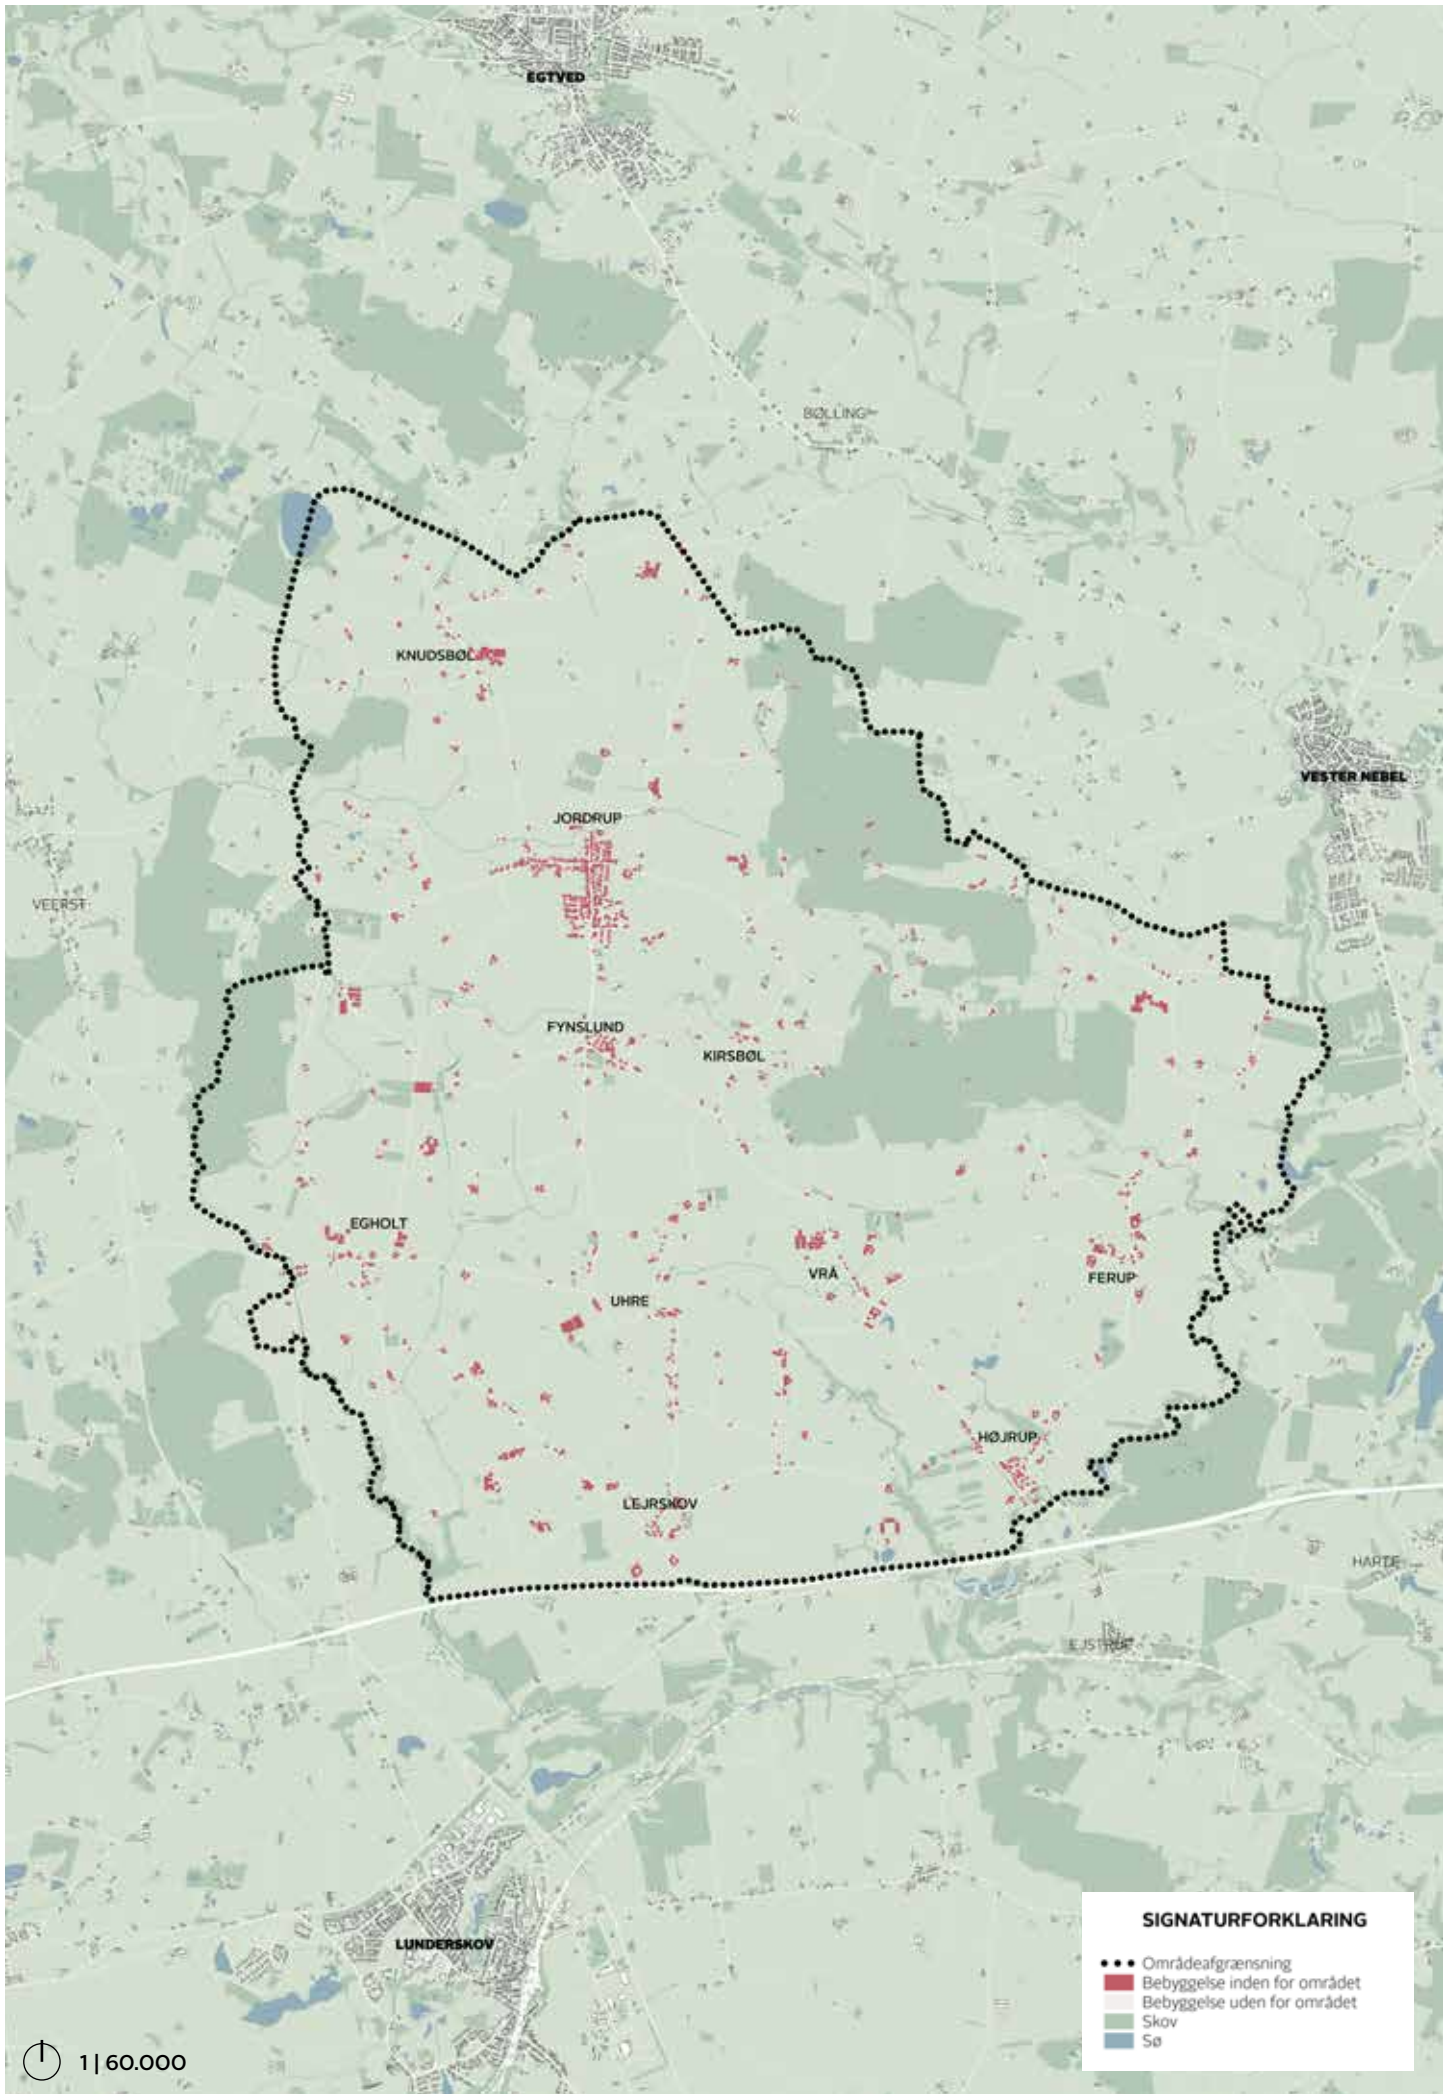 EGTVED
BØLLING
KNUDSBØL
VESTER NEBEL
JORDRUP
VEERST
FYNSLUND
KIRSBØL
EGHOLT
VRÅ
FERUP
UHRE
HØJRUP
LEJRSKOV
HARTE
EJSTRUP
LUNDERSKOV
SIGNATURFORKLARING
Områdeafgrænsning
Bebyggelse inden for området
Bebyggelse uden for området
Skov
Sø
1 | 60.000